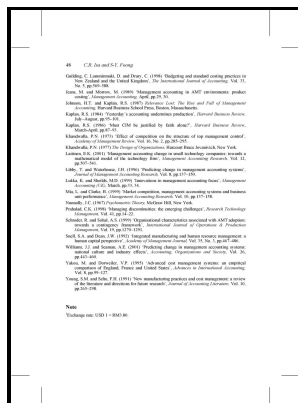 48 C.R. Isa and S-Y. Foong
Guilding, C. Lamminmaki, D. and Drury, C. (1998) 'Budgeting and standard costing practices in
New Zealand and the United Kingdom', The International Journal of Accounting, Vol. 33,
No. 5, pp.569–588.
Jeans, M. and Morrow, M. (1989) 'Management accounting in AMT environments: product
costing', Management Accounting, April, pp.29, 30.
Johnson, H.T. and Kaplan, R.S. (1987) Relevance Lost: The Rise and Fall of Management
Accounting, Harvard Business School Press, Boston, Massachusetts.
Kaplan, R.S. (1984) 'Yesterday's accounting undermines production', Harvard Business Review,
July–August, pp.95–101.
Kaplan, R.S. (1986) 'Must CIM be justified by faith alone?', Harvard Business Review,
March-April, pp.87–93.
Khandwalla, P.N. (1973) 'Effect of competition on the structure of top management control',
Academy of Management Review, Vol. 16, No. 2, pp.285–295.
Khandwalla, P.N. (1977) The Design of Organisations, Harcourt Brace Jovanovich, New York.
Laitinen, E.K. (2001) 'Management accounting change in small technology companies: towards a
mathematical model of the technology firm', Management Accounting Research, Vol. 12,
pp.507–541.
Libby, T. and Waterhouse, J.H. (1996) 'Predicting change in management accounting systems',
Journal of Management Accounting Research, Vol. 8, pp.137–150.
Lukka, K. and Shields, M.D. (1999) 'Innovations in management accounting focus', Management
Accounting (UK), March, pp.33, 34.
Mia, L. and Clarke, B. (1999) 'Market competition, management accounting systems and business
unit performance', Management Accounting Research, Vol. 10, pp.137–158.
Nunnally, J.C. (1967) Psychometric Theory, McGraw Hill, New York.
Prahalad, C.K. (1998) 'Managing discontinuities: the emerging challenges', Research Technology
Management, Vol. 41, pp.14–22.
Schroder, R. and Sohal, A.S. (1999) 'Organisational characteristics associated with AMT adoption:
towards a contingency framework', International Journal of Operations & Production
Management, Vol. 19, pp.1270–1291.
Snell, S.A. and Dean, J.W. (1992) 'Integrated manufacturing and human resource management: a
human capital perspective', Academy of Management Journal, Vol. 35, No. 3, pp.467–486.
Williams, J.J. and Seaman, A.E. (2001) 'Predicting change in management accounting systems:
national culture and industry effects', Accounting, Organizations and Society, Vol. 26,
pp.443–460.
Yakou, M. and Dorweiler, V.P. (1995) 'Advanced cost management systems: an empirical
comparison of England, France and United States', Advances in International Accounting,
Vol. 8, pp.99–127.
Young, S.M. and Selto, F.H. (1991) 'New manufacturing practices and cost management: a review
of the literature and directions for future research', Journal of Accounting Literature, Vol. 10,
pp.265–298.
Note
¹Exchange rate: USD 1 = RM3.80.